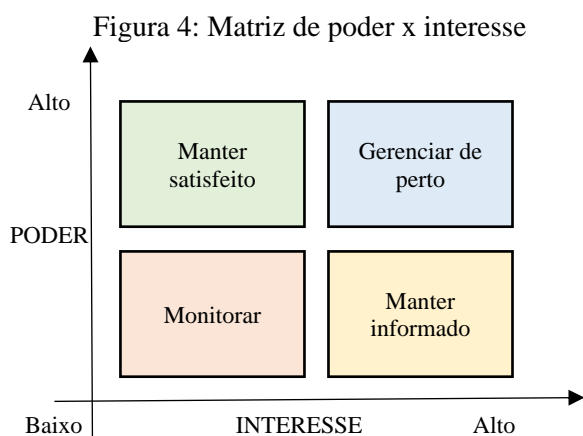 Figura 4: Matriz de poder x interesse
Alto
Manter
satisfeito
Gerenciar de
perto
PODER
Monitorar
Manter
informado
Baixo
INTERESSE
Alto